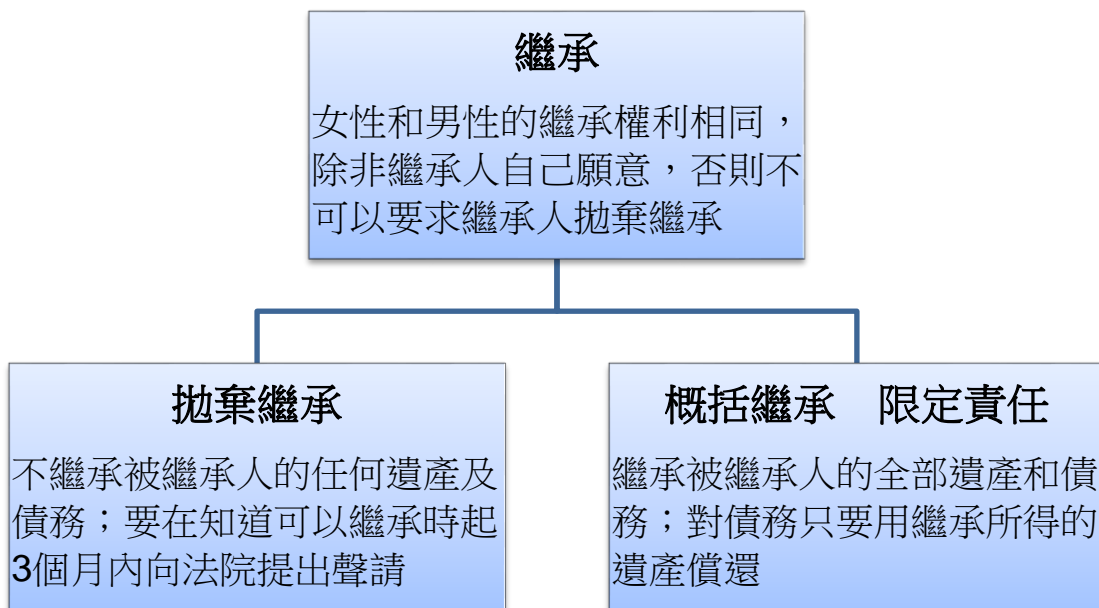 繼承
女性和男性的繼承權利相同，
除非繼承人自己願意，否則不
可以要求繼承人拋棄繼承
拋棄繼承
不繼承被繼承人的任何遺產及
債務；要在知道可以繼承時起
3個月內向法院提出聲請
概括繼承　限定責任
繼承被繼承人的全部遺產和債
務；對債務只要用繼承所得的
遺產償還